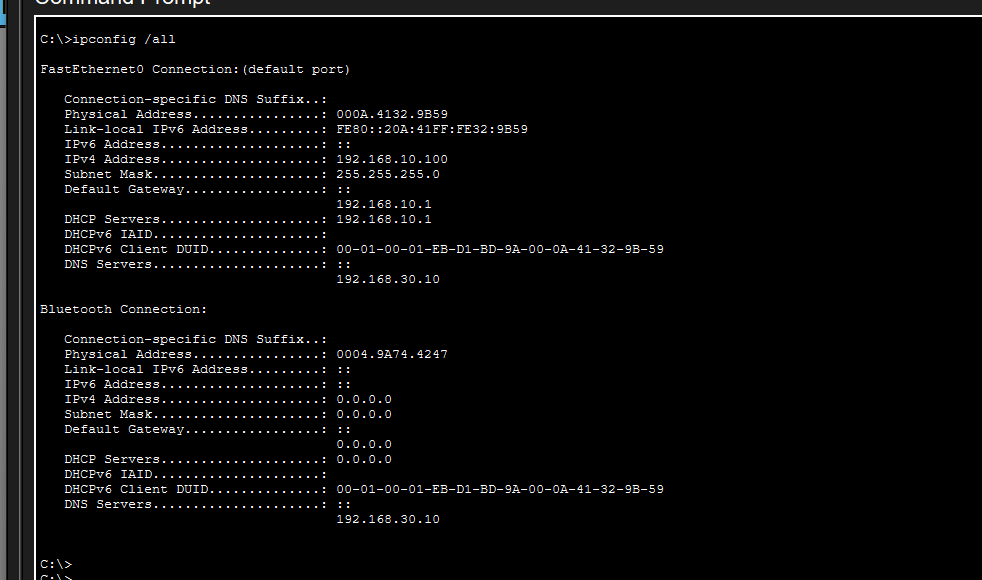 Command Prompt
C:\>ipconfig /all
FastEthernet0 Connection:(default port)
Connection-specific DNS Suffix..:
Physical Address................: 000A.4132.9B59
Link-local IPv6 Address.........: FE80::20A:41FF:FE32:9B59
IPv6 Address....................: ::
IPv4 Address....................: 192.168.10.100
Subnet Mask.....................: 255.255.255.0
Default Gateway.................: ::
192.168.10.1
DHCP Servers....................: 192.168.10.1
DHCPv6 IAID.....................:
DHCPv6 Client DUID..............: 00-01-00-01-EB-D1-BD-9A-00-0A-41-32-9B-59
DNS Servers.....................: ::
192.168.30.10
Bluetooth Connection:
Connection-specific DNS Suffix..:
Physical Address................: 0004.9A74.4247
Link-local IPv6 Address.........: ::
IPv6 Address....................: ::
IPv4 Address....................: 0.0.0.0
Subnet Mask.....................: 0.0.0.0
Default Gateway.................: ::
0.0.0.0
DHCP Servers....................: 0.0.0.0
DHCPv6 IAID.....................:
DHCPv6 Client DUID..............: 00-01-00-01-EB-D1-BD-9A-00-0A-41-32-9B-59
DNS Servers.....................: ::
192.168.30.10
C:\>
C:\>